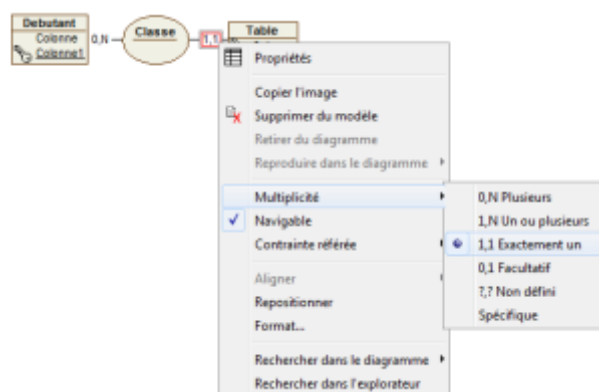 Debutant
Colonne
Colonne1
0,N
Classe
1,1
Table
Propriétés
Copier l'image
Supprimer du modèle
Retirer du diagramme
Reproduire dans le diagramme
Multiplicité
0,N Plusieurs
Navigable
1,N Un ou plusieurs
Contrainte référée
1,1 Exactement un
0,1 Facultatif
Aligner
?,? Non défini
Repositionner
Spécifique
Format...
Rechercher dans le diagramme
Rechercher dans l'explorateur